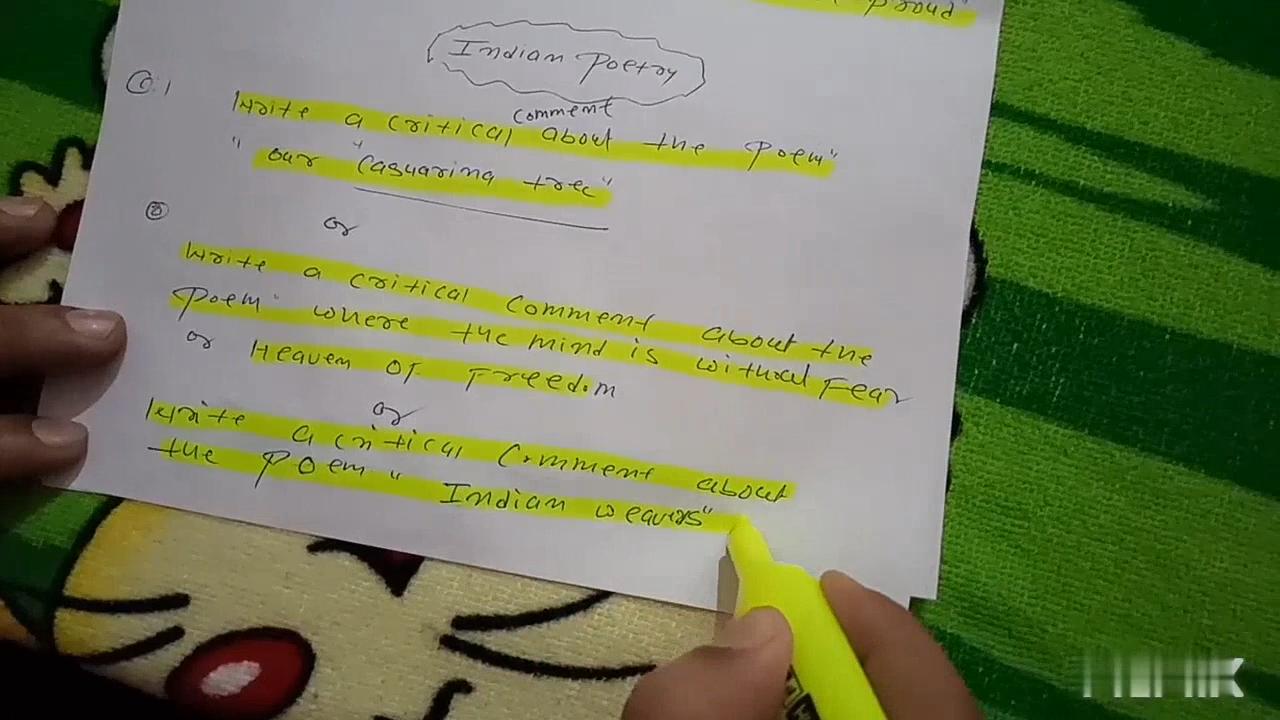 Proud"
Indian Poetry
Q.1
comment
Write a critical about the Poem"
" our "Casuaring tree"
②
or
Write a critical comment about the
Poem" where the mind is without Fear
or Heaven of Freedom
or
Write a critical Comment about
the Poem " Indian weavers"